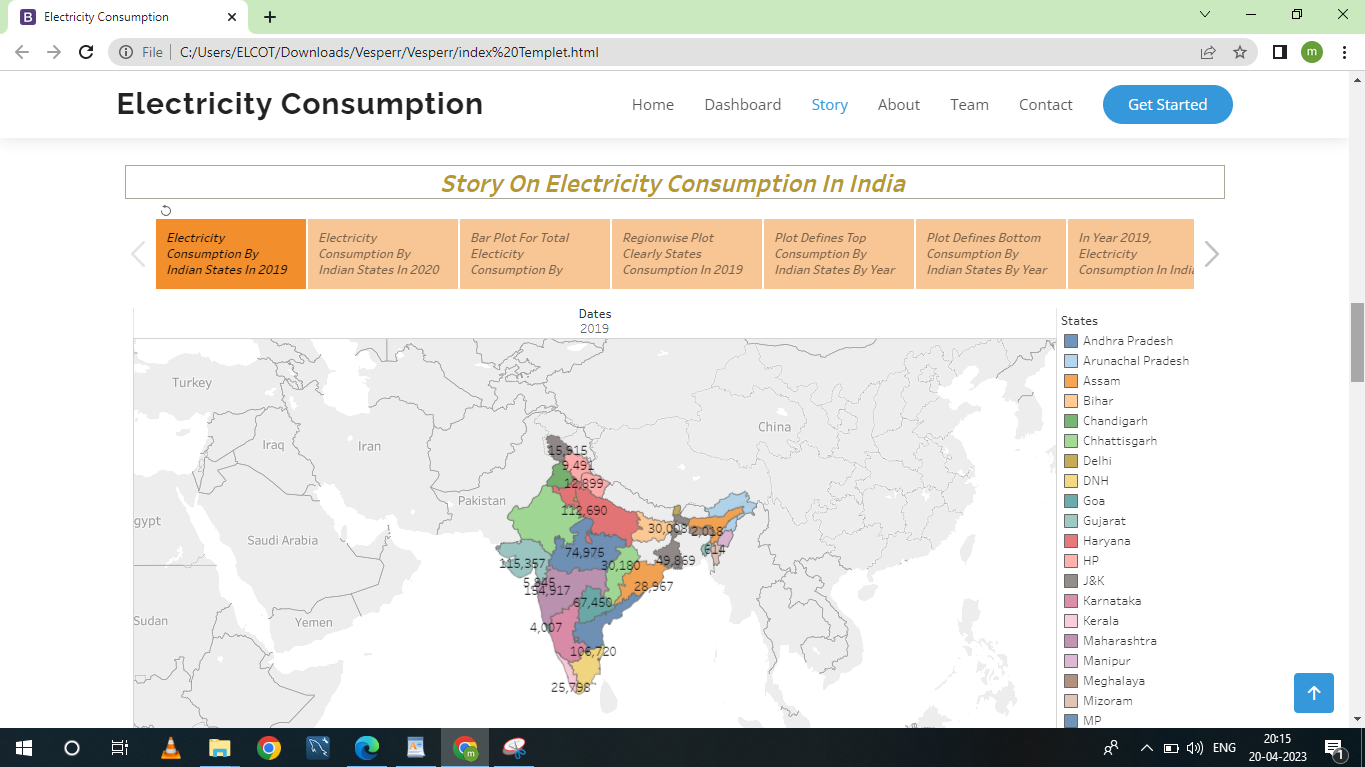 Electricity Consumption
File
C:/Users/ELCOT/Downloads/Vesperr/Vesperr/index%20Templet.html
m
Electricity Consumption
Home
Dashboard
Story
About
Team
Contact
Get Started
Story On Electricity Consumption In India
Electricity
Consumption By
Indian States In 2019
Electricity
Consumption By
Indian States In 2020
Bar Plot For Total
Electicity
Consumption By
Regionwise Plot
Clearly States
Consumption In 2019
Plot Defines Top
Consumption By
Indian States By Year
Plot Defines Bottom
Consumption By
Indian States By Year
In Year 2019,
Electricity
Consumption In Indi
Dates
2019
Turkey
China
Iraq
Iran
Pakistan
gypt
Saudi Arabia
Sudan
Yemen
15,915
9,491
12,899
112,690
30,008
2,018
614
74,975
115,357
30,180
49,869
5,845
194,917
28,967
67,450
4,007
106,720
25,798
States
Andhra Pradesh
Arunachal Pradesh
Assam
Bihar
Chandigarh
Chhattisgarh
Delhi
DNH
Goa
Gujarat
Haryana
HP
J&K
Karnataka
Kerala
Maharashtra
Manipur
Meghalaya
Mizoram
MP
ENG
20:15
20-04-2023
1